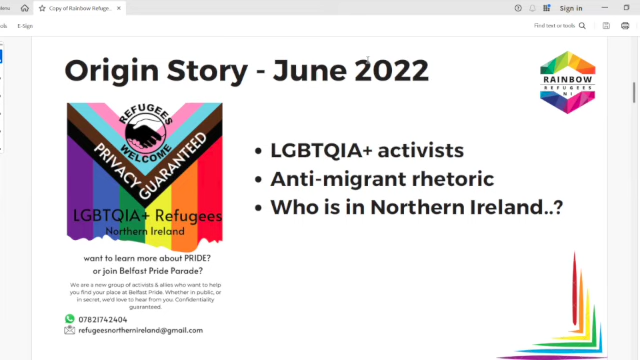 Menu
Copy of Rainbow Refuge...
×
Sign in
ols
E-Sign
Find text or tools
Origin Story - June 2022
RAINBOW
REFUGEES
NI
REFUGEES
WELCOME
PRIVACY GUARANTEED
LGBTQIA+ Refugees
Northern Ireland
• LGBTQIA+ activists
• Anti-migrant rhetoric
• Who is in Northern Ireland..?
want to learn more about PRIDE?
or join Belfast Pride Parade?
We are a new group of activists & allies who want to help
you find your place at Belfast Pride. Whether in public, or
in secret, we'd love to hear from you. Confidentiality
guaranteed.
07821742404
refugeesnorthernireland@gmail.com